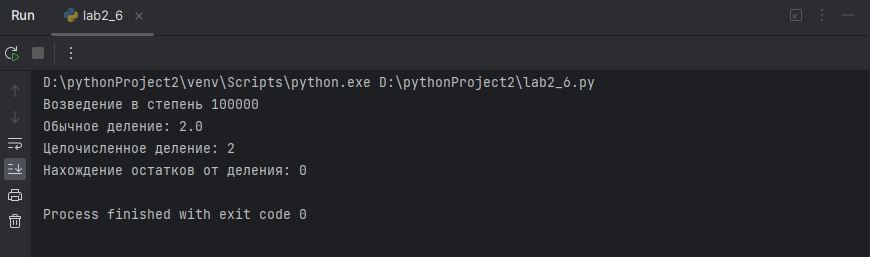 Run lab2_6
D:\pythonProject2\venv\Scripts\python.exe D:\pythonProject2\lab2_6.py
Возведение в степень 100000
Обычное деление: 2.0
Целочисленное деление: 2
Нахождение остатков от деления: 0
Process finished with exit code 0